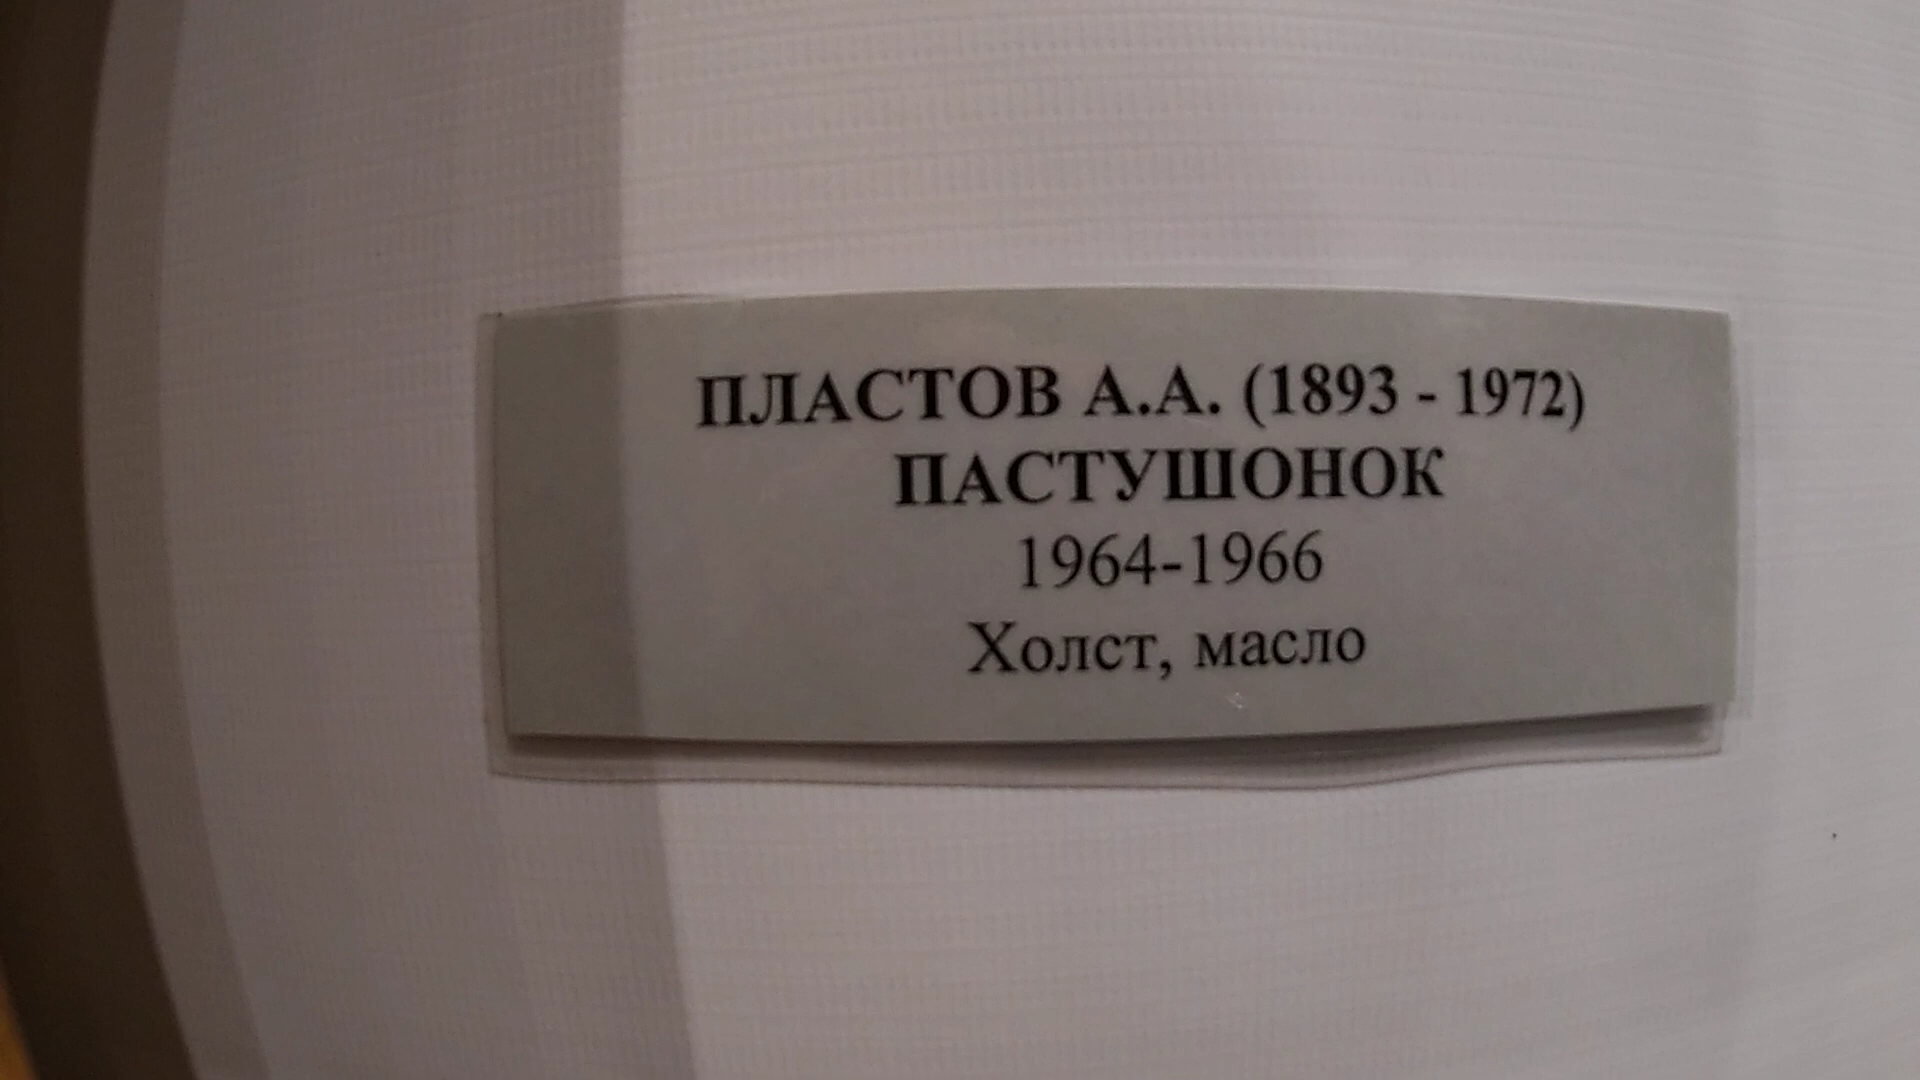 ПЛАСТОВ А.А. (1893 - 1972)
ПАСТУШОНОК
1964-1966
Холст, масло